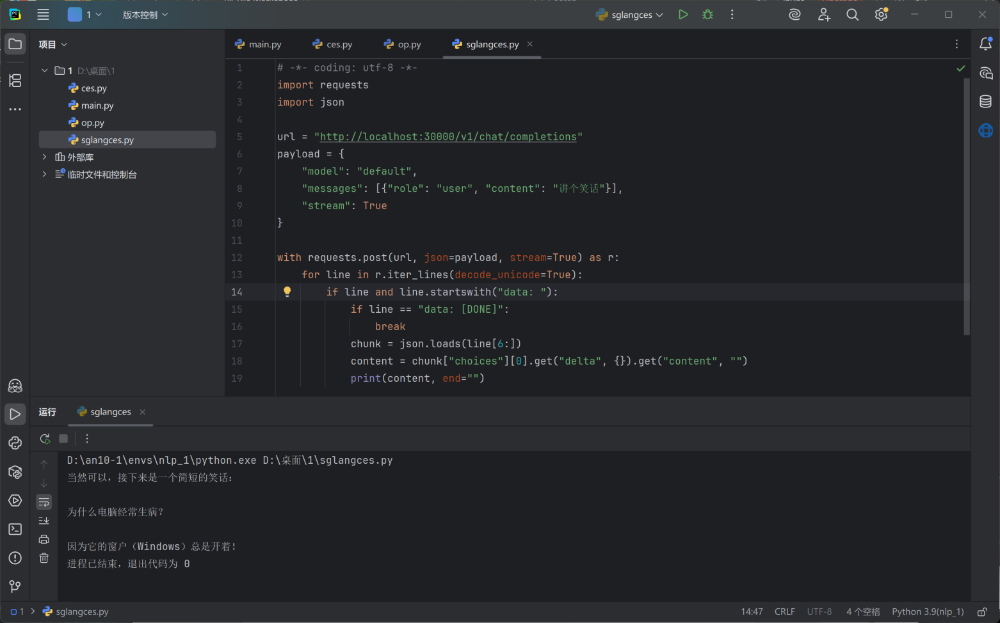 1
版本控制
sglangces
项目
main.py
ces.py
op.py
sglangces.py
1 D:\桌面\1
ces.py
main.py
op.py
sglangces.py
外部库
临时文件和控制台
1 # -*- coding: utf-8 -*-
2 import requests
3 import json
4
5 url = "http://localhost:30000/v1/chat/completions"
6 payload = {
7 "model": "default",
8 "messages": [{"role": "user", "content": "讲个笑话"}],
9 "stream": True
10 }
11
12 with requests.post(url, json=payload, stream=True) as r:
13 for line in r.iter_lines(decode_unicode=True):
14 if line and line.startswith("data: "):
15 if line == "data: [DONE]":
16 break
17 chunk = json.loads(line[6:])
18 content = chunk["choices"][0].get("delta", {}).get("content", "")
19 print(content, end="")
运行
sglangces
D:\an10-1\envs\nlp_1\python.exe D:\桌面\1\sglangces.py
当然可以，接下来是一个简短的笑话：
为什么电脑经常生病？
因为它的窗户（Windows）总是开着！
进程已结束，退出代码为 0
1 > sglangces.py
14:47 CRLF UTF-8 4 个空格 Python 3.9(nlp_1)